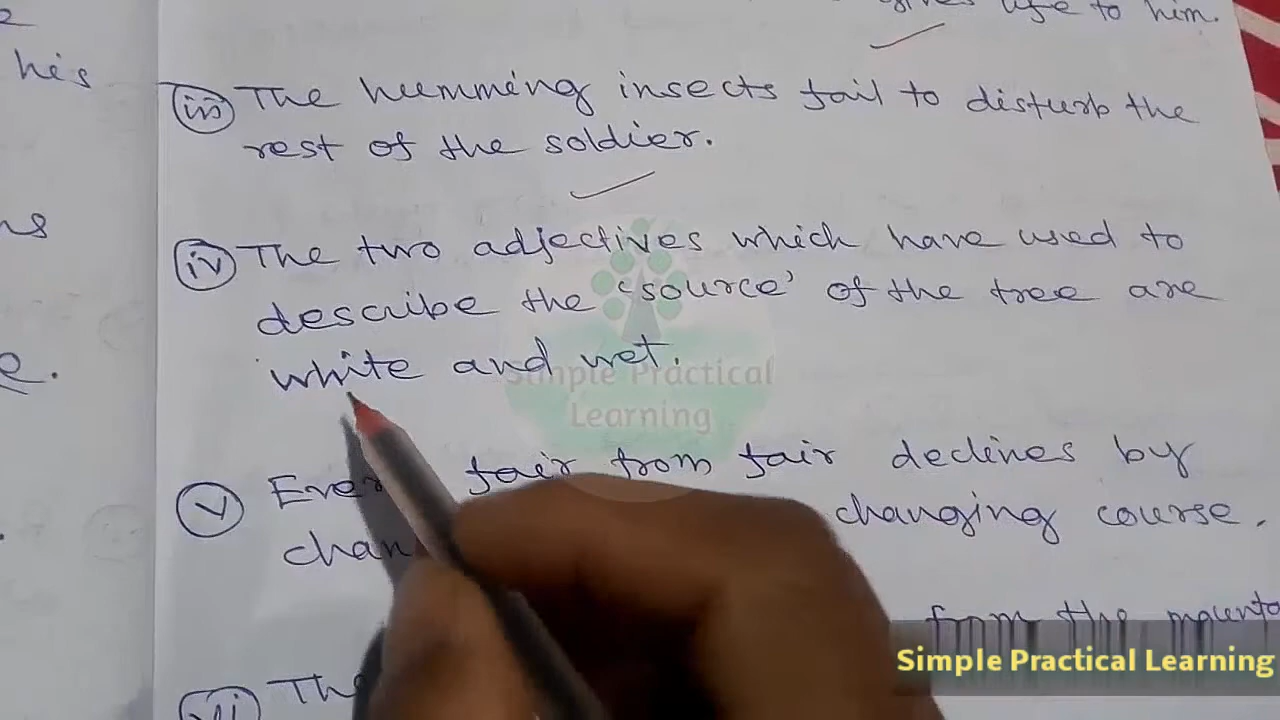 gives life to him.
his
(iii) The humming insects fail to disturb the
rest of the soldier.
(iv) The two adjectives which have used to
describe the 'source' of the tree are
white and wet.
Simple Practical
Learning
(v) Every fair from fair declines by
chan changing course.
from the mounta
Simple Practical Learning
(vii) The